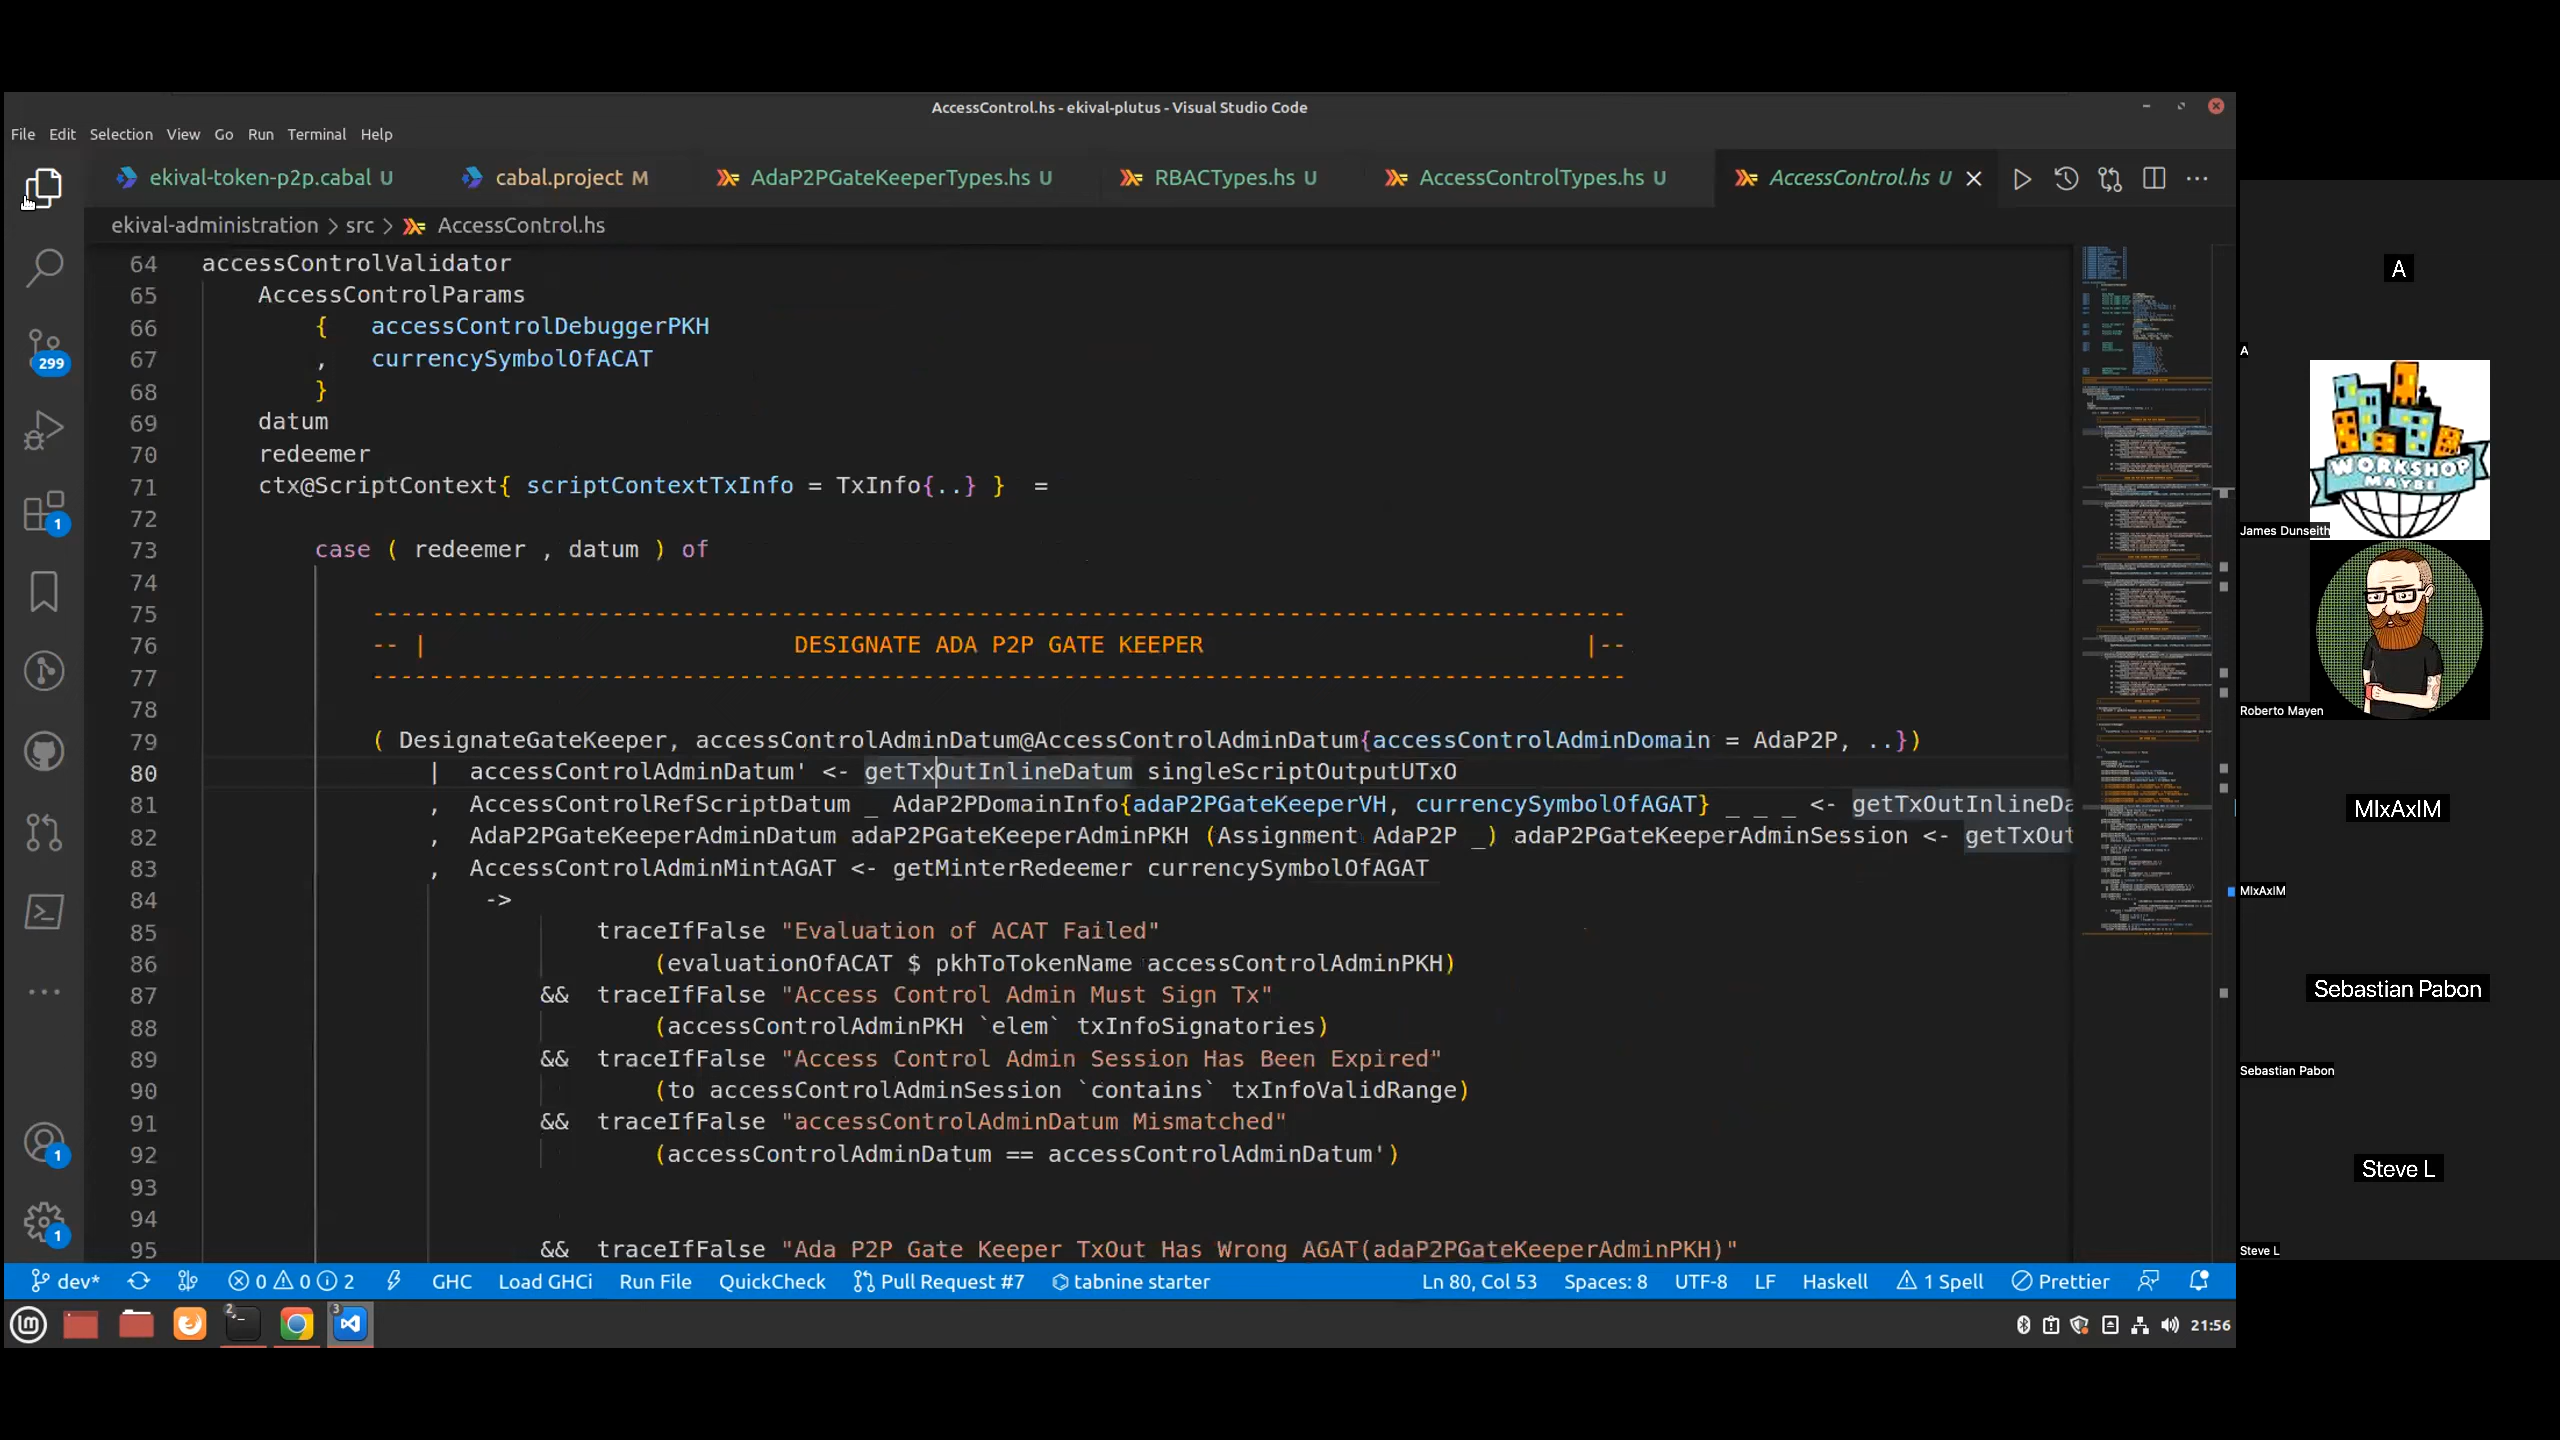 AccessControl.hs - ekival-plutus - Visual Studio Code
File Edit Selection View Go Run Terminal Help
ekival-token-p2p.cabal U
cabal.project M
AdaP2PGateKeeperTypes.hs U
RBACTypes.hs U
AccessControlTypes.hs U
AccessControl.hs U
ekival-administration > src > AccessControl.hs
64 accessControlValidator
65 AccessControlParams
66 { accessControlDebuggerPKH
67 , currencySymbolOfACAT
68 }
69 datum
70 redeemer
71 ctx@ScriptContext{ scriptContextTxInfo = TxInfo{..} } =
72
73 case ( redeemer , datum ) of
74
75 -----------------------------------------------------------------------------------------
76 -- | DESIGNATE ADA P2P GATE KEEPER |--
77 -----------------------------------------------------------------------------------------
78
79 ( DesignateGateKeeper, accessControlAdminDatum@AccessControlAdminDatum{accessControlAdminDomain = AdaP2P, ..})
80 | accessControlAdminDatum' <- getTxOutInlineDatum singleScriptOutputUTxO
81 , AccessControlRefScriptDatum _ AdaP2PDomainInfo{adaP2PGateKeeperVH, currencySymbolOfAGAT} _ _ _ <- getTxOutInlineDa
82 , AdaP2PGateKeeperAdminDatum adaP2PGateKeeperAdminPKH (Assignment AdaP2P _) adaP2PGateKeeperAdminSession <- getTxOut
83 , AccessControlAdminMintAGAT <- getMinterRedeemer currencySymbolOfAGAT
84 ->
85 traceIfFalse "Evaluation of ACAT Failed"
86 (evaluationOfACAT $ pkhToTokenName accessControlAdminPKH)
87 && traceIfFalse "Access Control Admin Must Sign Tx"
88 (accessControlAdminPKH `elem` txInfoSignatories)
89 && traceIfFalse "Access Control Admin Session Has Been Expired"
90 (to accessControlAdminSession `contains` txInfoValidRange)
91 && traceIfFalse "accessControlAdminDatum Mismatched"
92 (accessControlAdminDatum == accessControlAdminDatum')
93
94
95 && traceIfFalse "Ada P2P Gate Keeper TxOut Has Wrong AGAT(adaP2PGateKeeperAdminPKH)"
299
1
1
1
dev* 0 0 2 GHC Load GHCi Run File QuickCheck Pull Request #7 tabnine starter Ln 80, Col 53 Spaces: 8 UTF-8 LF Haskell 1 Spell Prettier
2 3
21:56
A
A
WORKSHOP
MAYBE
James Dunseith
Roberto Mayen
MIxAxIM
MIxAxIM
Sebastian Pabon
Sebastian Pabon
Steve L
Steve L